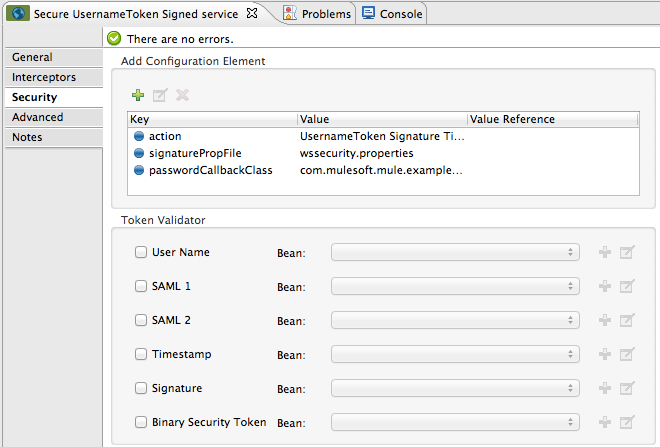 Secure UsernameToken Signed service Problems Console
There are no errors.
General
Interceptors
Security
Advanced
Notes
Add Configuration Element
Key Value Value Reference
action UsernameToken Signature Ti...
signaturePropFile wssecurity.properties
passwordCallbackClass com.mulesoft.mule.example...
Token Validator
User Name Bean:
SAML 1 Bean:
SAML 2 Bean:
Timestamp Bean:
Signature Bean:
Binary Security Token Bean: